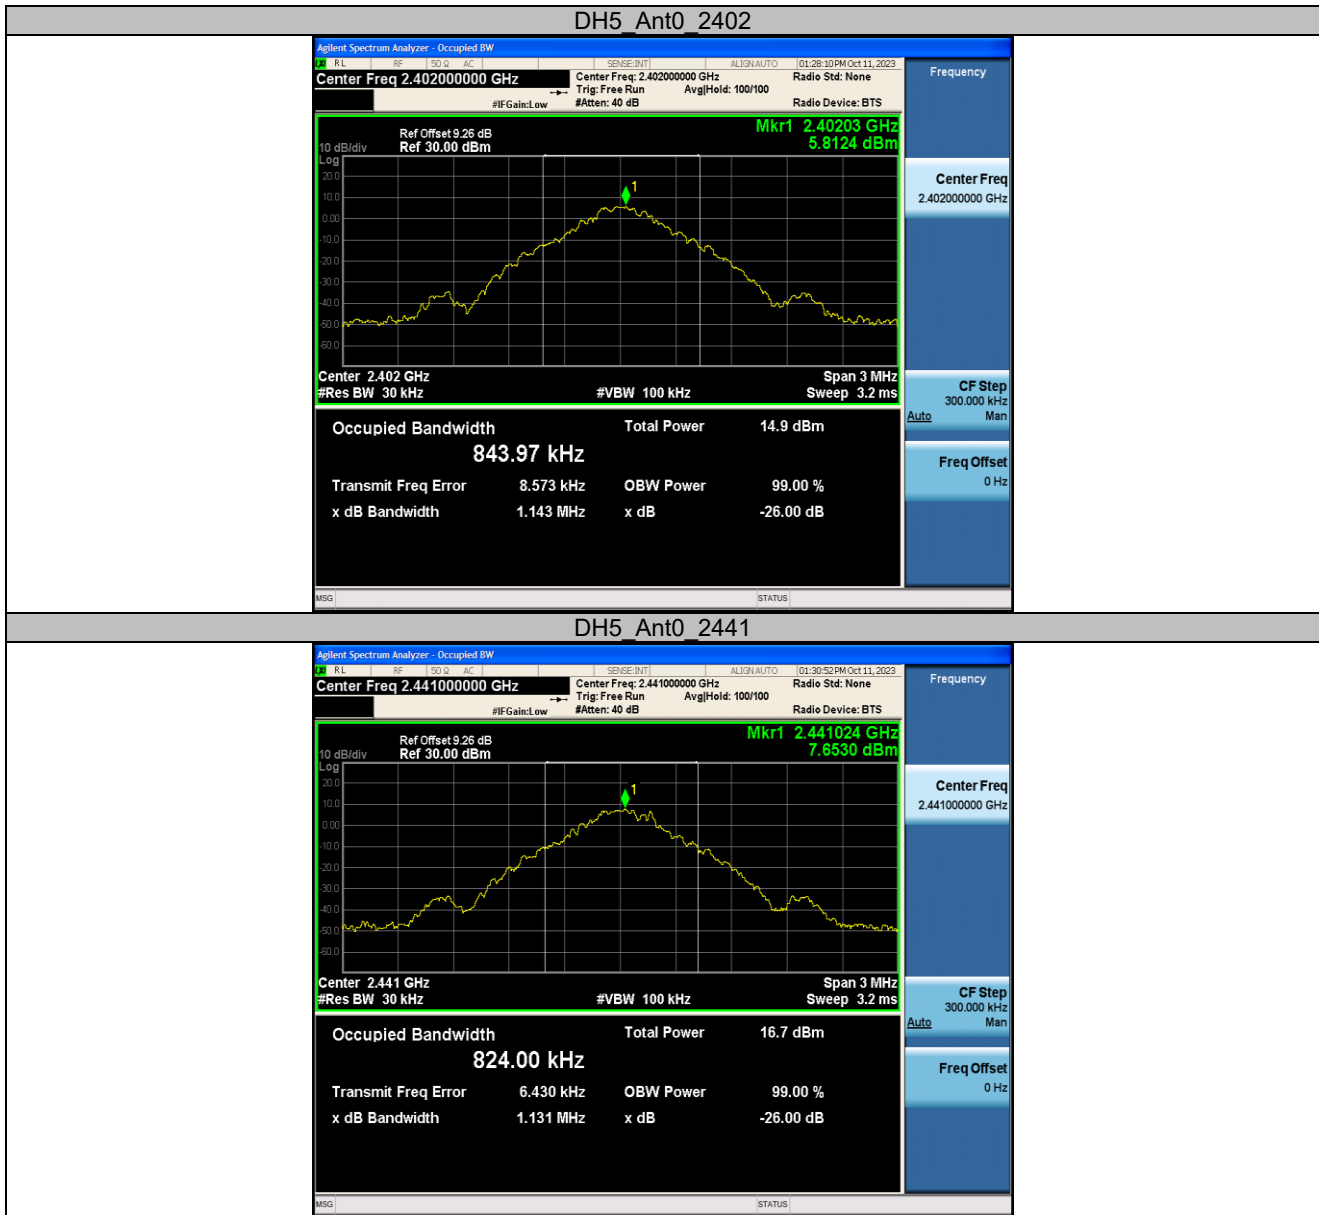 DH5_Ant0_2402
Agilent Spectrum Analyzer - Occupied BW
RL RF 50 Ω AC SENSE:INT ALIGN AUTO 01:28:10 PM Oct 11, 2023
Center Freq 2.402000000 GHz
Center Freq: 2.402000000 GHz Radio Std: None
Trig: Free Run Avg|Hold: 100/100
#IFGain:Low #Atten: 40 dB Radio Device: BTS
Frequency
Mkr1 2.40203 GHz
5.8124 dBm
Ref Offset 9.26 dB
10 dB/div Ref 30.00 dBm
Log
20.0
10.0
0.00
-10.0
-20.0
-30.0
-40.0
-50.0
-60.0
1
Center 2.402 GHz Span 3 MHz
#Res BW 30 kHz #VBW 100 kHz Sweep 3.2 ms
Center Freq
2.402000000 GHz
CF Step
300.000 kHz
Auto Man
Freq Offset
0 Hz
Occupied Bandwidth Total Power 14.9 dBm
843.97 kHz
Transmit Freq Error 8.573 kHz OBW Power 99.00 %
x dB Bandwidth 1.143 MHz x dB -26.00 dB
MSG STATUS
DH5_Ant0_2441
Agilent Spectrum Analyzer - Occupied BW
RL RF 50 Ω AC SENSE:INT ALIGN AUTO 01:30:52 PM Oct 11, 2023
Center Freq 2.441000000 GHz
Center Freq: 2.441000000 GHz Radio Std: None
Trig: Free Run Avg|Hold: 100/100
#IFGain:Low #Atten: 40 dB Radio Device: BTS
Frequency
Mkr1 2.441024 GHz
7.6530 dBm
Ref Offset 9.26 dB
10 dB/div Ref 30.00 dBm
Log
20.0
10.0
0.00
-10.0
-20.0
-30.0
-40.0
-50.0
-60.0
1
Center 2.441 GHz Span 3 MHz
#Res BW 30 kHz #VBW 100 kHz Sweep 3.2 ms
Center Freq
2.441000000 GHz
CF Step
300.000 kHz
Auto Man
Freq Offset
0 Hz
Occupied Bandwidth Total Power 16.7 dBm
824.00 kHz
Transmit Freq Error 6.430 kHz OBW Power 99.00 %
x dB Bandwidth 1.131 MHz x dB -26.00 dB
MSG STATUS